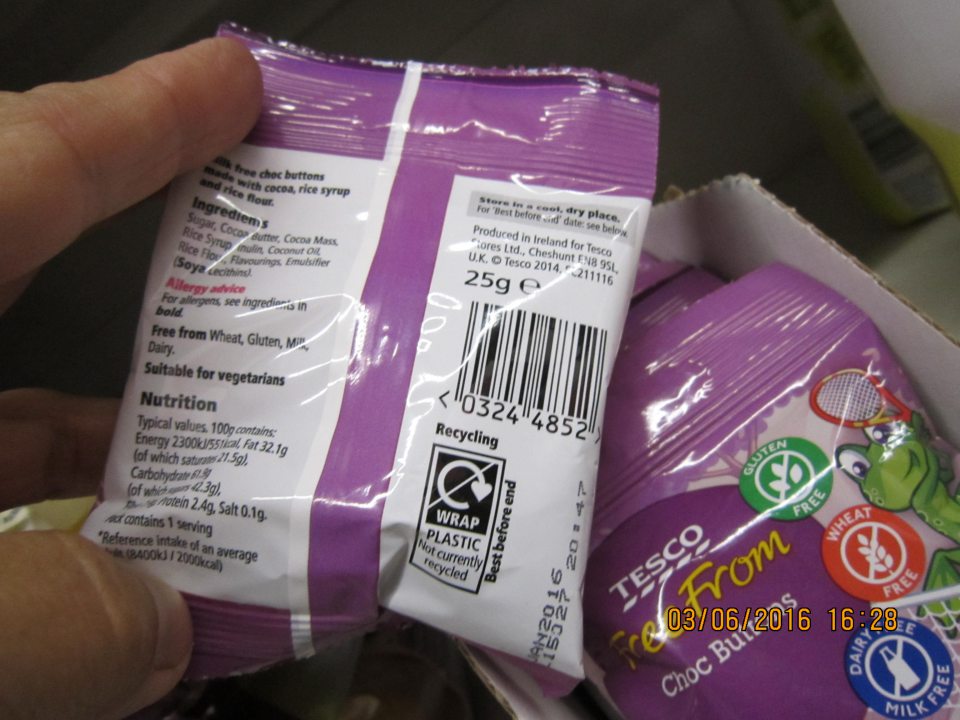 Milk free choc buttons
made with cocoa, rice syrup
and rice flour.
Ingredients
Sugar, Cocoa Butter, Cocoa Mass,
Rice Syrup, Inulin, Coconut Oil,
Rice Flour, Flavourings, Emulsifier
(Soya Lecithins).
Allergy advice
For allergens, see ingredients in
bold.
Free from Wheat, Gluten, Milk,
Dairy.
Suitable for vegetarians
Nutrition
Typical values. 100g contains:
Energy 2300kJ/551kcal, Fat 32.1g
(of which saturates 21.5g),
Carbohydrate 61.9g
(of which sugars 42.3g),
Protein 2.4g, Salt 0.1g.
Pack contains 1 serving
*Reference intake of an average
(8400kJ / 2000kcal)
Store in a cool, dry place.
For 'Best before end' date: see below.
Produced in Ireland for Tesco
Stores Ltd., Cheshunt EN8 9SL,
U.K. © Tesco 2014. SC211116
25g e
< 0324 4852 >
Recycling
WRAP
PLASTIC
Not currently
recycled
Best before end
JAN2016
20:47
GLUTEN
FREE
WHEAT
FREE
TESCO
Free From
Choc Buttons
DAIRY FREE
MILK FREE
03/06/2016 16:28